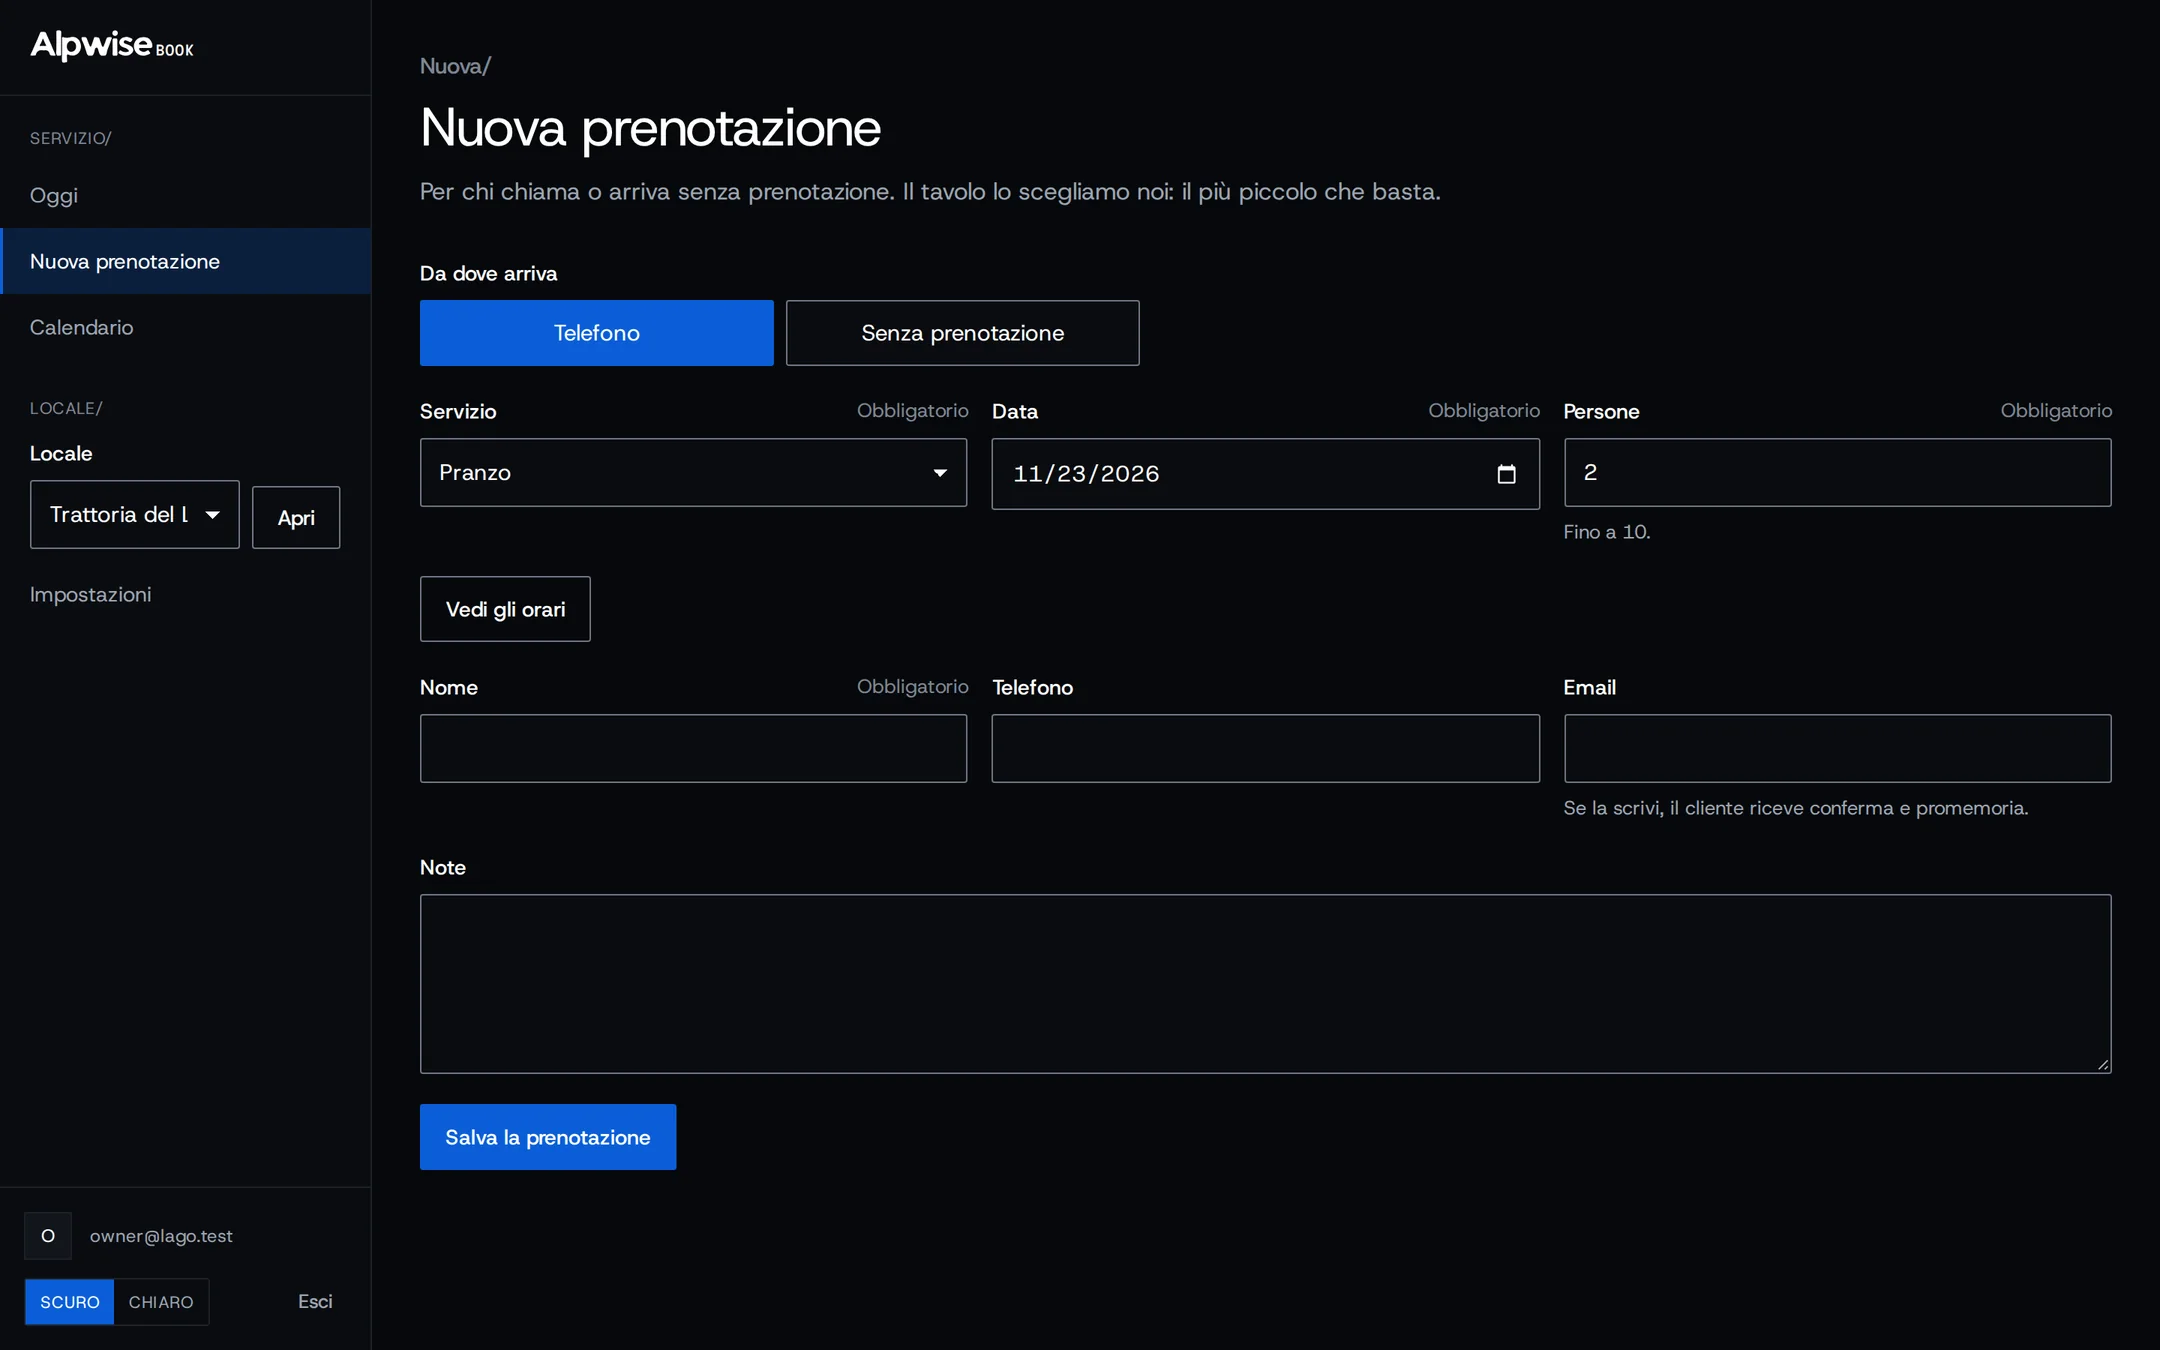 Alpwise BOOK
SERVIZIO/
Oggi
Nuova prenotazione
Calendario
LOCALE/
Locale
Trattoria del L
Apri
Impostazioni
O
owner@lago.test
SCURO
CHIARO
Esci
Nuova/
Nuova prenotazione
Per chi chiama o arriva senza prenotazione. Il tavolo lo scegliamo noi: il più piccolo che basta.
Da dove arriva
Telefono
Senza prenotazione
Servizio Obbligatorio
Pranzo
Data Obbligatorio
11/23/2026
Persone Obbligatorio
2
Fino a 10.
Vedi gli orari
Nome Obbligatorio
Telefono
Email
Se la scrivi, il cliente riceve conferma e promemoria.
Note
Salva la prenotazione